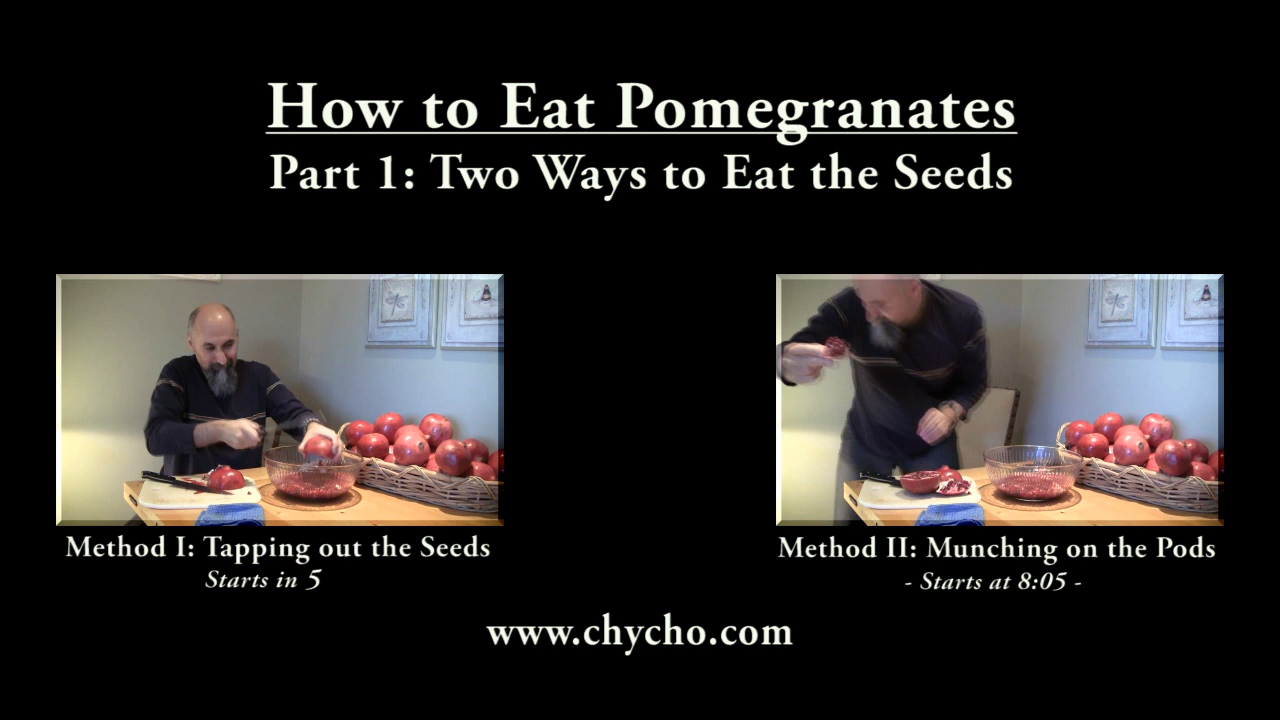 How to Eat Pomegranates
Part 1: Two Ways to Eat the Seeds
Method I: Tapping out the Seeds
Starts in 5
Method II: Munching on the Pods
- Starts at 8:05 -
www.chycho.com